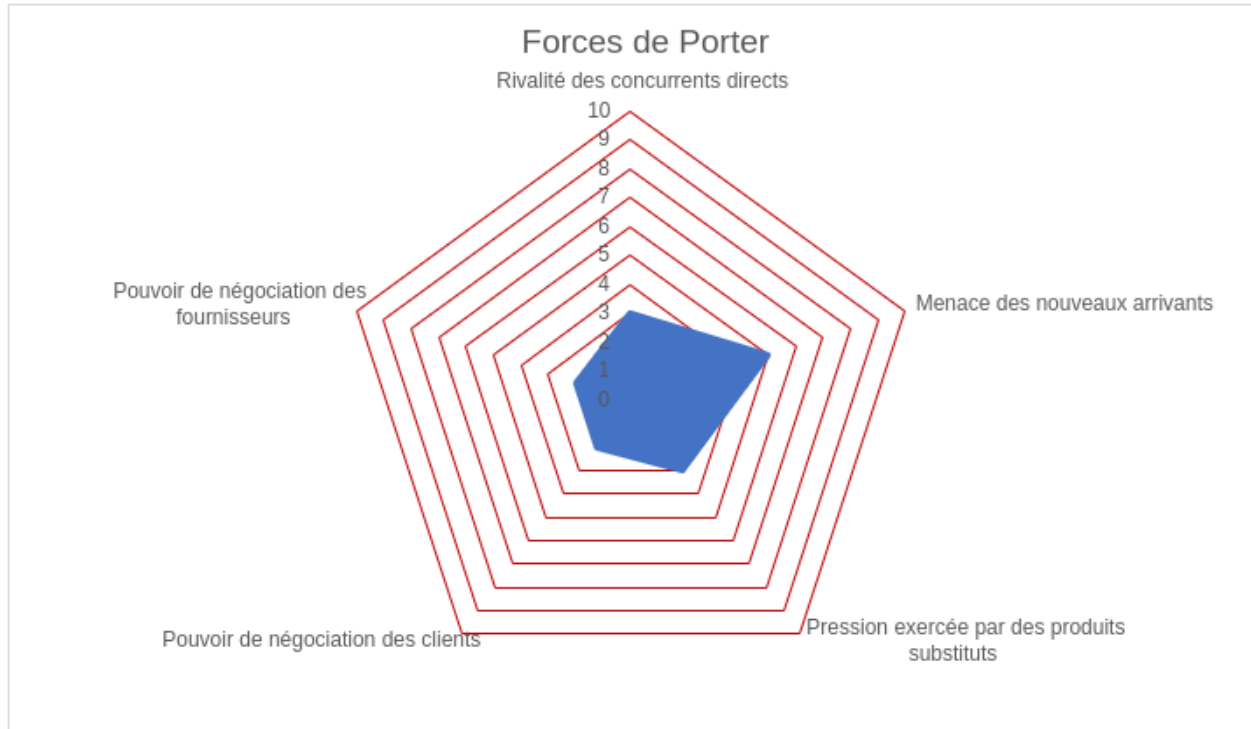 Forces de Porter
Rivalité des concurrents directs
10
9
8
7
6
5
4
3
2
1
0
Menace des nouveaux arrivants
Pression exercée par des produits
substituts
Pouvoir de négociation des clients
Pouvoir de négociation des
fournisseurs